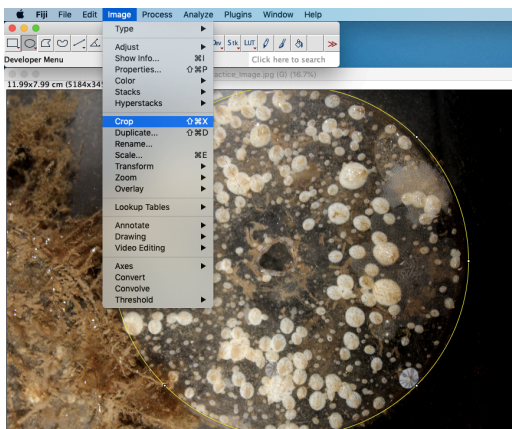 Fiji File Edit Image Process Analyze Plugins Window Help
Dev Stk LUT
Developer Menu
Click here to search
actice_Image.jpg (G) (16.7%)
11.99x7.99 cm (5184x345
Type
Adjust
Show Info... ⌘I
Properties... ⇧⌘P
Color
Stacks
Hyperstacks
Crop ⇧⌘X
Duplicate... ⇧⌘D
Rename...
Scale... ⌘E
Transform
Zoom
Overlay
Lookup Tables
Annotate
Drawing
Video Editing
Axes
Convert
Convolve
Threshold